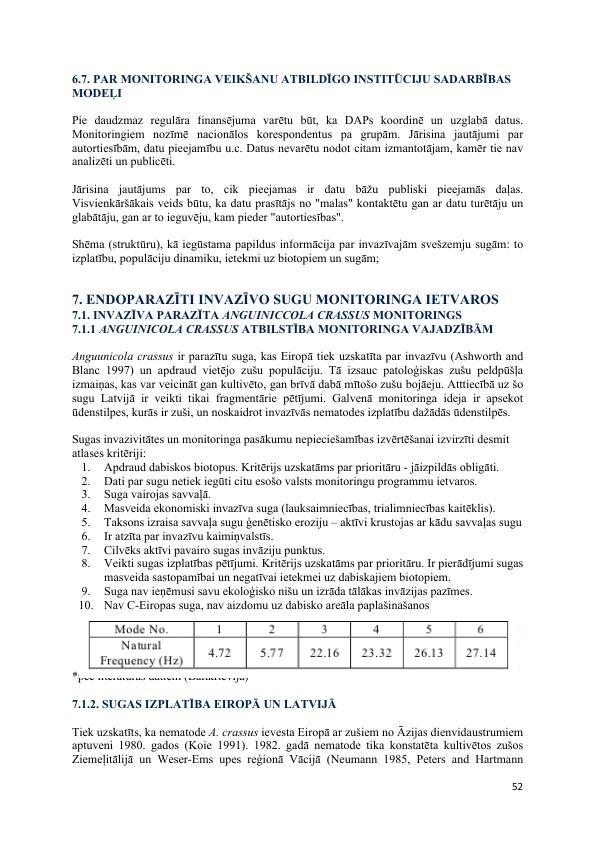 6.7. PAR MONITORINGA VEIKŠANU ATBILDĪGO INSTITŪCIJU SADARBĪBAS
MODEĻI
Pie daudzmaz regulāra finansējuma varētu būt, ka DAPs koordinē un uzglabā datus.
Monitoringiem nozīmē nacionālos korespondentus pa grupām. Jārisina jautājumi par
autortiesībām, datu pieejamību u.c. Datus nevarētu nodot citam izmantotājam, kamēr tie nav
analizēti un publicēti.
Jārisina jautājums par to, cik pieejamas ir datu bāžu publiski pieejamās daļas.
Visvienkāršākais veids būtu, ka datu prasītājs no "malas" kontaktētu gan ar datu turētāju un
glabātāju, gan ar to ieguvēju, kam pieder "autortiesības".
Shēma (struktūru), kā iegūstama papildus informācija par invazīvajām svešzemju sugām: to
izplatību, populāciju dinamiku, ietekmi uz biotopiem un sugām;
7. ENDOPARAZĪTI INVAZĪVO SUGU MONITORINGA IETVAROS
7.1. INVAZĪVA PARAZĪTA ANGUINICCOLA CRASSUS MONITORINGS
7.1.1 ANGUINICOLA CRASSUS ATBILSTĪBA MONITORINGA VAJADZĪBĀM
Anguunicola crassus ir parazītu suga, kas Eiropā tiek uzskatīta par invazīvu (Ashworth and
Blanc 1997) un apdraud vietējo zušu populāciju. Tā izsauc patoloģiskas zušu peldpūšļa
izmaiņas, kas var veicināt gan kultivēto, gan brīvā dabā mītošo zušu bojāeju. Atttiecībā uz šo
sugu Latvijā ir veikti tikai fragmentārie pētījumi. Galvenā monitoringa ideja ir apsekot
ūdenstilpes, kurās ir zuši, un noskaidrot invazīvās nematodes izplatību dažādās ūdenstilpēs.
Sugas invazivitātes un monitoringa pasākumu nepieciešamības izvērtēšanai izvirzīti desmit
atlases kritēriji:
1. Apdraud dabiskos biotopus. Kritērijs uzskatāms par prioritāru - jāizpildās obligāti.
2. Dati par sugu netiek iegūti citu esošo valsts monitoringu programmu ietvaros.
3. Suga vairojas savvaļā.
4. Masveida ekonomiski invazīva suga (lauksaimniecības, trialimniecības kaitēklis).
5. Taksons izraisa savvaļa sugu ģenētisko eroziju – aktīvi krustojas ar kādu savvaļas sugu
6. Ir atzīta par invazīvu kaimiņvalstīs.
7. Cilvēks aktīvi pavairo sugas invāziju punktus.
8. Veikti sugas izplatības pētījumi. Kritērijs uzskatāms par prioritāru. Ir pierādījumi sugas
masveida sastopamībai un negatīvai ietekmei uz dabiskajiem biotopiem.
9. Suga nav ieņēmusi savu ekoloģisko nišu un izrāda tālākas invāzijas pazīmes.
10. Nav C-Eiropas suga, nav aizdomu uz dabisko areāla paplašināšanos
Mode No. 1 2 3 4 5 6
Natural
Frequency (Hz) 4.72 5.77 22.16 23.32 26.13 27.14
7.1.2. SUGAS IZPLATĪBA EIROPĀ UN LATVIJĀ
Tiek uzskatīts, ka nematode A. crassus ievesta Eiropā ar zušiem no Āzijas dienvidaustrumiem
aptuveni 1980. gados (Koie 1991). 1982. gadā nematode tika konstatēta kultivētos zušos
Ziemeļitālijā un Weser-Ems upes reģionā Vācijā (Neumann 1985, Peters and Hartmann
52